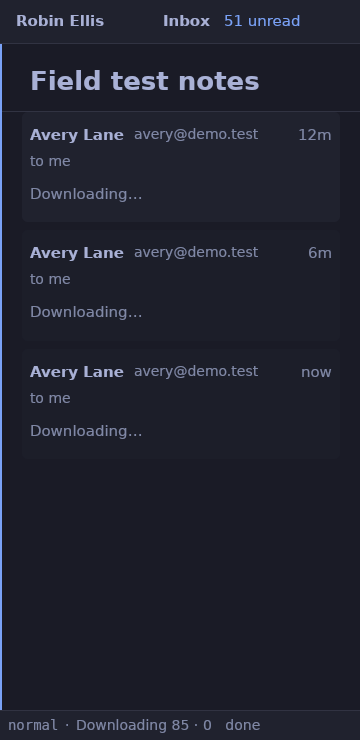 Robin Ellis Inbox 51 unread
Field test notes
Avery Lane avery@demo.test 12m
to me
Downloading…
Avery Lane avery@demo.test 6m
to me
Downloading…
Avery Lane avery@demo.test now
to me
Downloading…
normal · Downloading 85 · 0 done